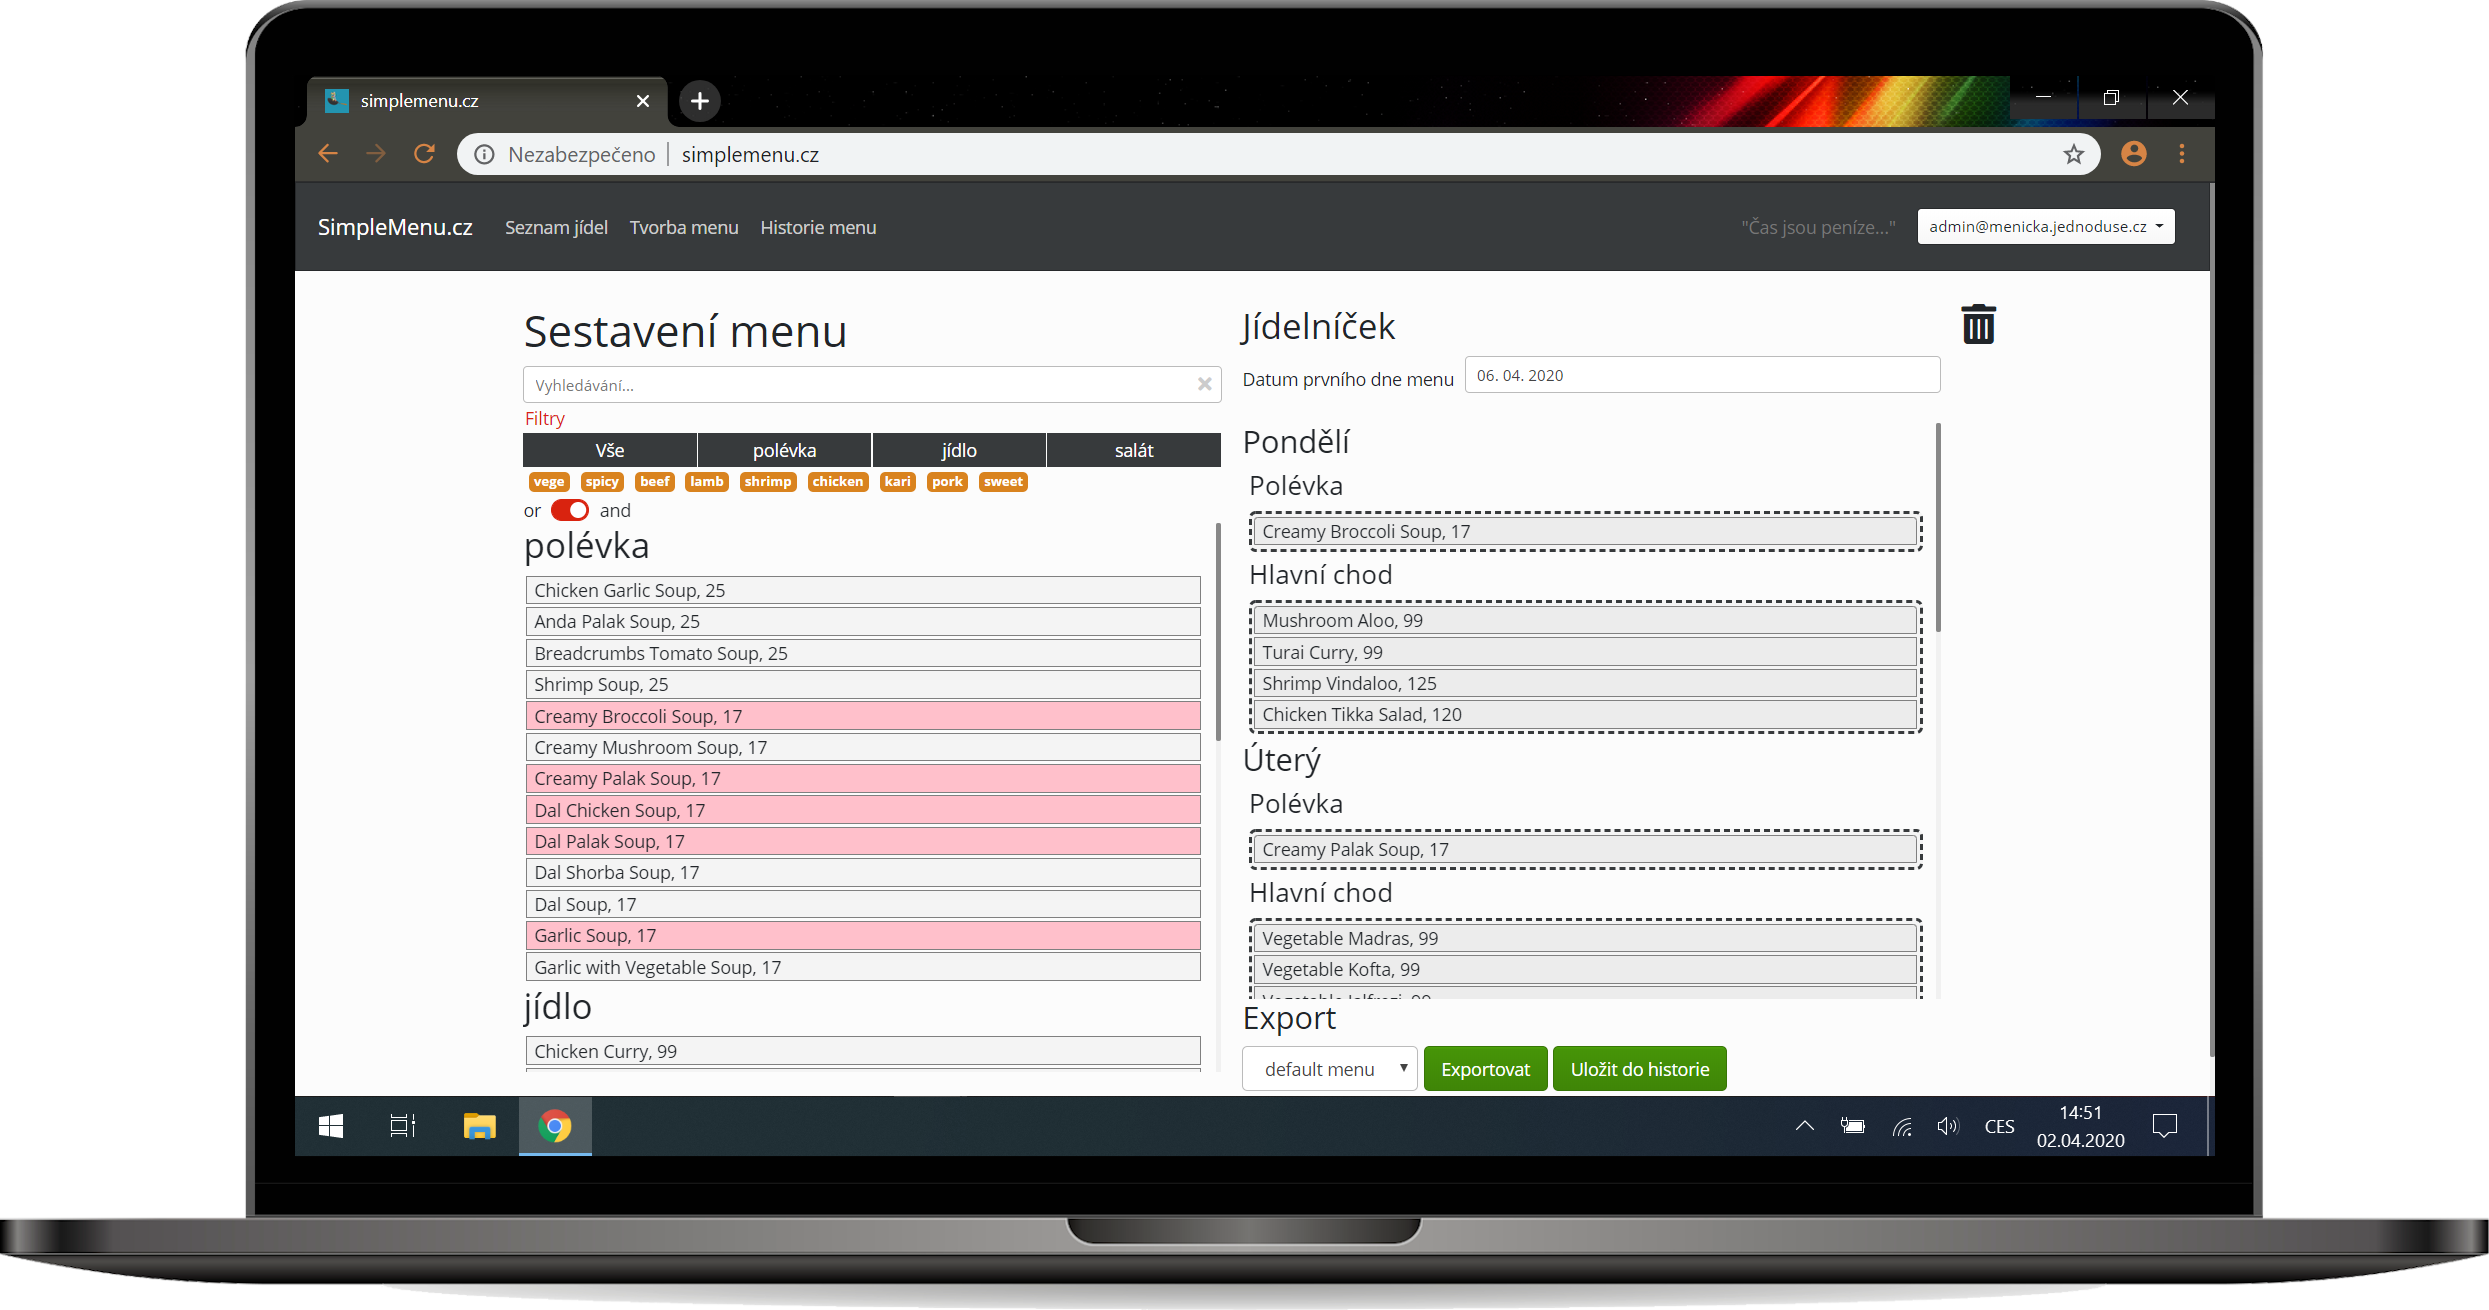 simplemenu.cz
Nezabezpečeno simplemenu.cz
SimpleMenu.cz Seznam jídel Tvorba menu Historie menu "Čas jsou peníze..." admin@menicka.jednoduse.cz
Sestavení menu
Vyhledávání...
Filtry
Vše polévka jídlo salát
vege spicy beef lamb shrimp chicken kari pork sweet
or and
polévka
Chicken Garlic Soup, 25
Anda Palak Soup, 25
Breadcrumbs Tomato Soup, 25
Shrimp Soup, 25
Creamy Broccoli Soup, 17
Creamy Mushroom Soup, 17
Creamy Palak Soup, 17
Dal Chicken Soup, 17
Dal Palak Soup, 17
Dal Shorba Soup, 17
Dal Soup, 17
Garlic Soup, 17
Garlic with Vegetable Soup, 17
jídlo
Chicken Curry, 99
Jídelníček
Datum prvního dne menu 06. 04. 2020
Pondělí
Polévka
Creamy Broccoli Soup, 17
Hlavní chod
Mushroom Aloo, 99
Turai Curry, 99
Shrimp Vindaloo, 125
Chicken Tikka Salad, 120
Úterý
Polévka
Creamy Palak Soup, 17
Hlavní chod
Vegetable Madras, 99
Vegetable Kofta, 99
Export
default menu Exportovat Uložit do historie
CES
14:51
02.04.2020